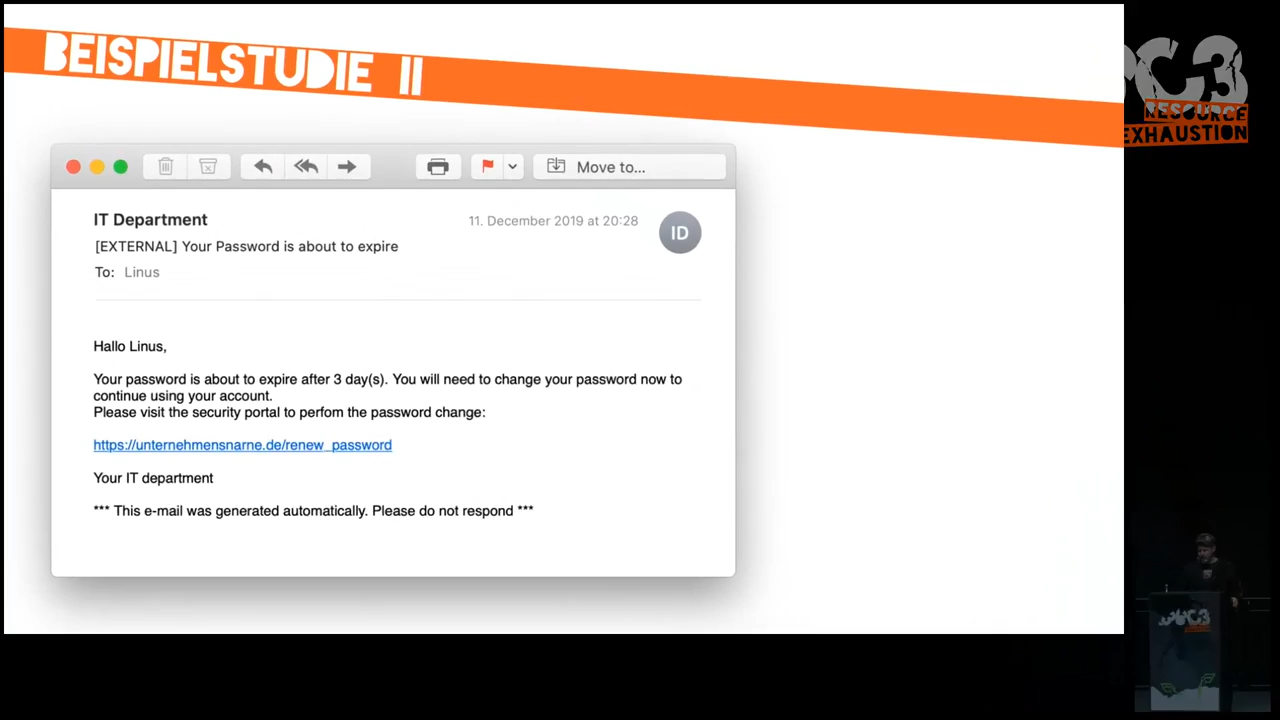 BEISPIELSTUDIE II
RESOURCE
EXHAUSTION
Move to...
IT Department
11. December 2019 at 20:28
ID
[EXTERNAL] Your Password is about to expire
To: Linus
Hallo Linus,
Your password is about to expire after 3 day(s). You will need to change your password now to
continue using your account.
Please visit the security portal to perfom the password change:
https://unternehmensnarne.de/renew_password
Your IT department
*** This e-mail was generated automatically. Please do not respond ***